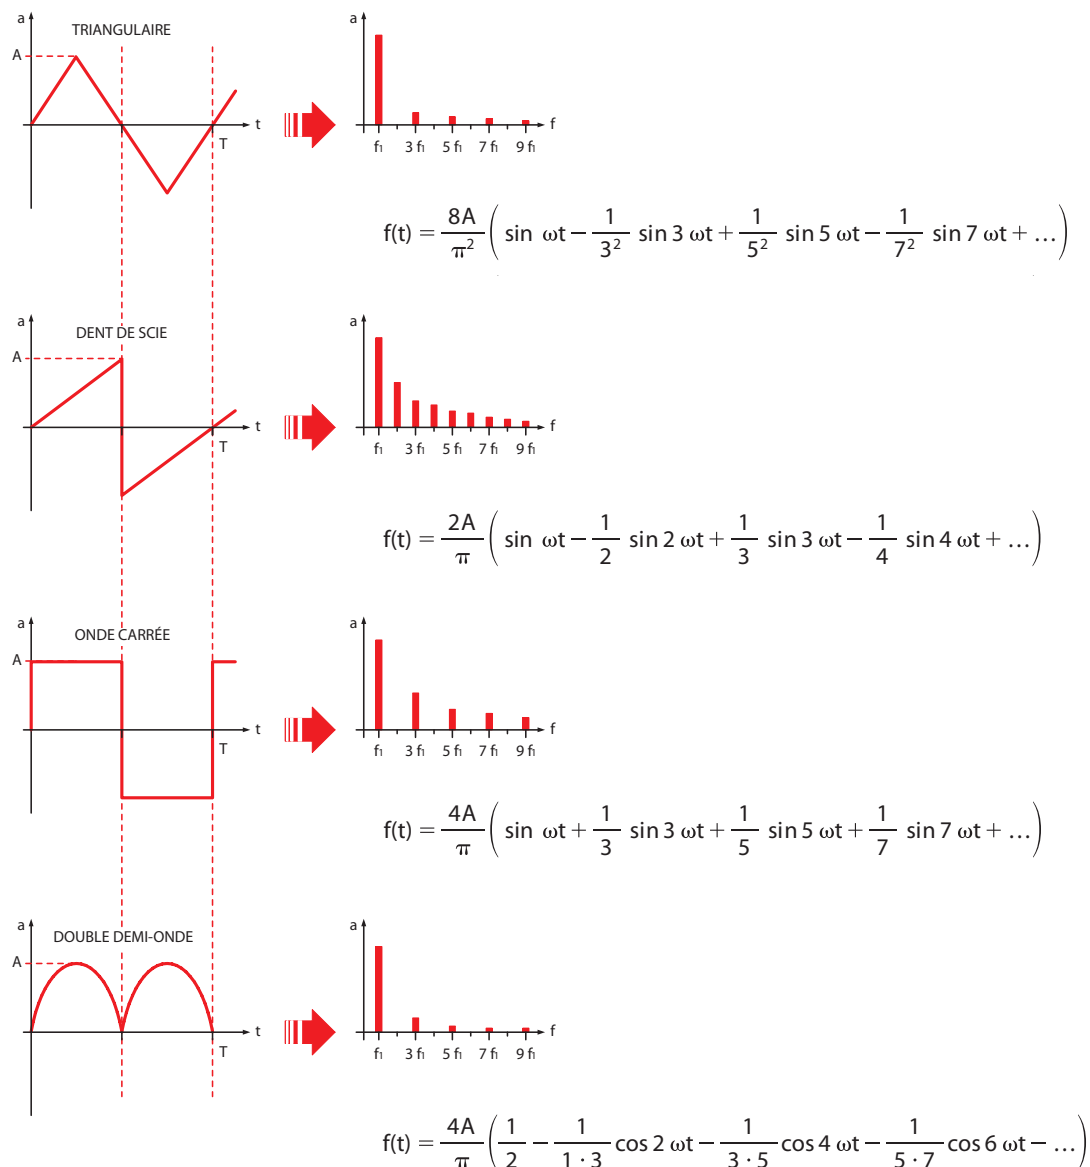 a TRIANGULAIRE a
A
t f
T f₁ 3 f₁ 5 f₁ 7 f₁ 9 f₁
f(t) = 8A/π² ( sin ωt − 1/3² sin 3 ωt + 1/5² sin 5 ωt − 1/7² sin 7 ωt + … )
a DENT DE SCIE a
A
t f
T f₁ 3 f₁ 5 f₁ 7 f₁ 9 f₁
f(t) = 2A/π ( sin ωt − 1/2 sin 2 ωt + 1/3 sin 3 ωt − 1/4 sin 4 ωt + … )
a ONDE CARRÉE a
A
t f
T f₁ 3 f₁ 5 f₁ 7 f₁ 9 f₁
f(t) = 4A/π ( sin ωt + 1/3 sin 3 ωt + 1/5 sin 5 ωt + 1/7 sin 7 ωt + … )
a DOUBLE DEMI-ONDE a
A
t f
T f₁ 3 f₁ 5 f₁ 7 f₁ 9 f₁
f(t) = 4A/π ( 1/2 − 1/1 · 3 cos 2 ωt − 1/3 · 5 cos 4 ωt − 1/5 · 7 cos 6 ωt − … )